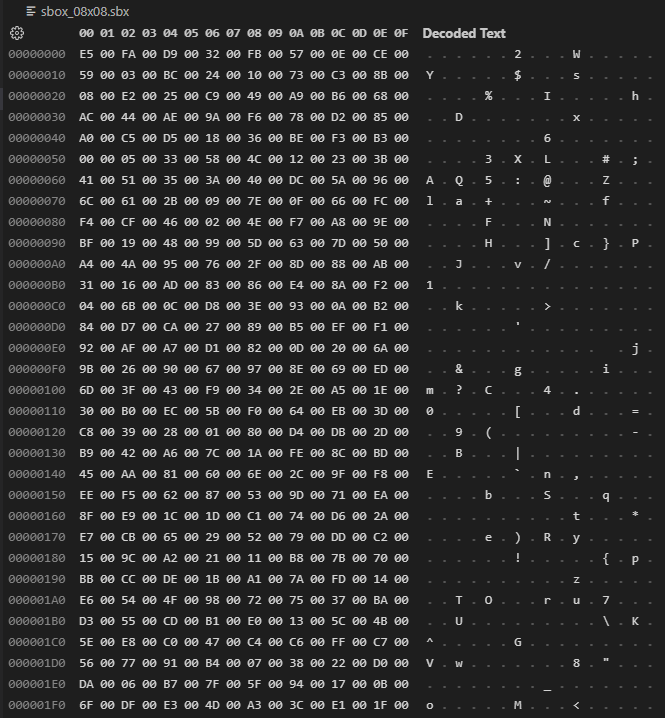 sbox_08x08.sbx
00 01 02 03 04 05 06 07 08 09 0A 0B 0C 0D 0E 0F Decoded Text
00000000 E5 00 FA 00 D9 00 32 00 FB 00 57 00 0E 00 CE 00 . . . . . . 2 . . . W . . . . .
00000010 59 00 03 00 BC 00 24 00 10 00 73 00 C3 00 8B 00 Y . . . . . $ . . . s . . . . .
00000020 08 00 E2 00 25 00 C9 00 49 00 A9 00 B6 00 68 00 . . . . % . . . I . . . . . h .
00000030 AC 00 44 00 AE 00 9A 00 F6 00 78 00 D2 00 85 00 . . D . . . . . . . x . . . . .
00000040 A0 00 C5 00 D5 00 18 00 36 00 BE 00 F3 00 B3 00 . . . . . . . . 6 . . . . . . .
00000050 00 00 05 00 33 00 58 00 4C 00 12 00 23 00 3B 00 . . . . 3 . X . L . . . # . ; .
00000060 41 00 51 00 35 00 3A 00 40 00 DC 00 5A 00 96 00 A . Q . 5 . : . @ . . . Z . . .
00000070 6C 00 61 00 2B 00 09 00 7E 00 0F 00 66 00 FC 00 l . a . + . . . ~ . . . f . . .
00000080 F4 00 CF 00 46 00 02 00 4E 00 F7 00 A8 00 9E 00 . . . . F . . . N . . . . . . .
00000090 BF 00 19 00 48 00 99 00 5D 00 63 00 7D 00 50 00 . . . . H . . . ] . c . } . P .
000000A0 A4 00 4A 00 95 00 76 00 2F 00 8D 00 88 00 AB 00 . . J . . . v . / . . . . . . .
000000B0 31 00 16 00 AD 00 83 00 86 00 E4 00 8A 00 F2 00 1 . . . . . . . . . . . . . . .
000000C0 04 00 6B 00 0C 00 D8 00 3E 00 93 00 0A 00 B2 00 . . k . . . . . > . . . . . . .
000000D0 84 00 D7 00 CA 00 27 00 89 00 B5 00 EF 00 F1 00 . . . . . . ' . . . . . . . . .
000000E0 92 00 AF 00 A7 00 D1 00 82 00 0D 00 20 00 6A 00 . . . . . . . . . . . .   . j .
000000F0 9B 00 26 00 90 00 67 00 97 00 8E 00 69 00 ED 00 . . & . . . g . . . . . i . . .
00000100 6D 00 3F 00 43 00 F9 00 34 00 2E 00 A5 00 1E 00 m . ? . C . . . 4 . . . . . . .
00000110 30 00 B0 00 EC 00 5B 00 F0 00 64 00 EB 00 3D 00 0 . . . . . [ . . . d . . . = .
00000120 C8 00 39 00 28 00 01 00 80 00 D4 00 DB 00 2D 00 . . 9 . ( . . . . . . . . . - .
00000130 B9 00 42 00 A6 00 7C 00 1A 00 FE 00 8C 00 BD 00 . . B . . . | . . . . . . . . .
00000140 45 00 AA 00 81 00 60 00 6E 00 2C 00 9F 00 F8 00 E . . . . . ` . n . , . . . . .
00000150 EE 00 F5 00 62 00 87 00 53 00 9D 00 71 00 EA 00 . . . . b . . . S . . . q . . .
00000160 8F 00 E9 00 1C 00 1D 00 C1 00 74 00 D6 00 2A 00 . . . . . . . . . . t . . . * .
00000170 E7 00 CB 00 65 00 29 00 52 00 79 00 DD 00 C2 00 . . . . e . ) . R . y . . . . .
00000180 15 00 9C 00 A2 00 21 00 11 00 B8 00 7B 00 70 00 . . . . . . ! . . . . . { . p .
00000190 BB 00 CC 00 DE 00 1B 00 A1 00 7A 00 FD 00 14 00 . . . . . . . . . . z . . . . .
000001A0 E6 00 54 00 4F 00 98 00 72 00 75 00 37 00 BA 00 . . T . O . . . r . u . 7 . . .
000001B0 D3 00 55 00 CD 00 B1 00 E0 00 13 00 5C 00 4B 00 . . U . . . . . . . . . \ . K .
000001C0 5E 00 E8 00 C0 00 47 00 C4 00 C6 00 FF 00 C7 00 ^ . . . . . G . . . . . . . . .
000001D0 56 00 77 00 91 00 B4 00 07 00 38 00 22 00 D0 00 V . w . . . . . . . 8 . " . . .
000001E0 DA 00 06 00 B7 00 7F 00 5F 00 94 00 17 00 0B 00 . . . . . . . . _ . . . . . . .
000001F0 6F 00 DF 00 E3 00 4D 00 A3 00 3C 00 E1 00 1F 00 o . . . . . M . . . < . . . . .